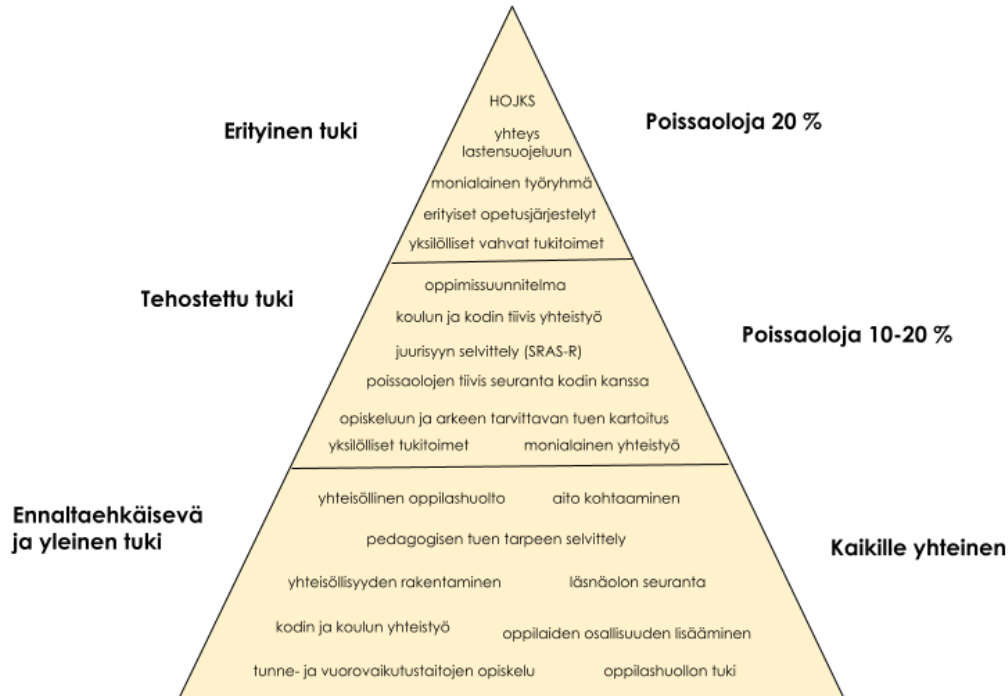 HOJKS
Erityinen tuki
Poissaoloja 20 %
yhteys
lastensuojeluun
monialainen työryhmä
erityiset opetusjärjestelyt
yksilölliset vahvat tukitoimet
Tehostettu tuki
oppimissuunnitelma
koulun ja kodin tiivis yhteistyö
Poissaoloja 10-20 %
juurisyyn selvittely (SRAS-R)
poissaolojen tiivis seuranta kodin kanssa
opiskeluun ja arkeen tarvittavan tuen kartoitus
yksilölliset tukitoimet
monialainen yhteistyö
Ennaltaehkäisevä
ja yleinen tuki
yhteisöllinen oppilashuolto
aito kohtaaminen
pedagogisen tuen tarpeen selvittely
Kaikille yhteinen
yhteisöllisyyden rakentaminen
läsnäolon seuranta
kodin ja koulun yhteistyö
oppilaiden osallisuuden lisääminen
tunne- ja vuorovaikutustaitojen opiskelu
oppilashuollon tuki